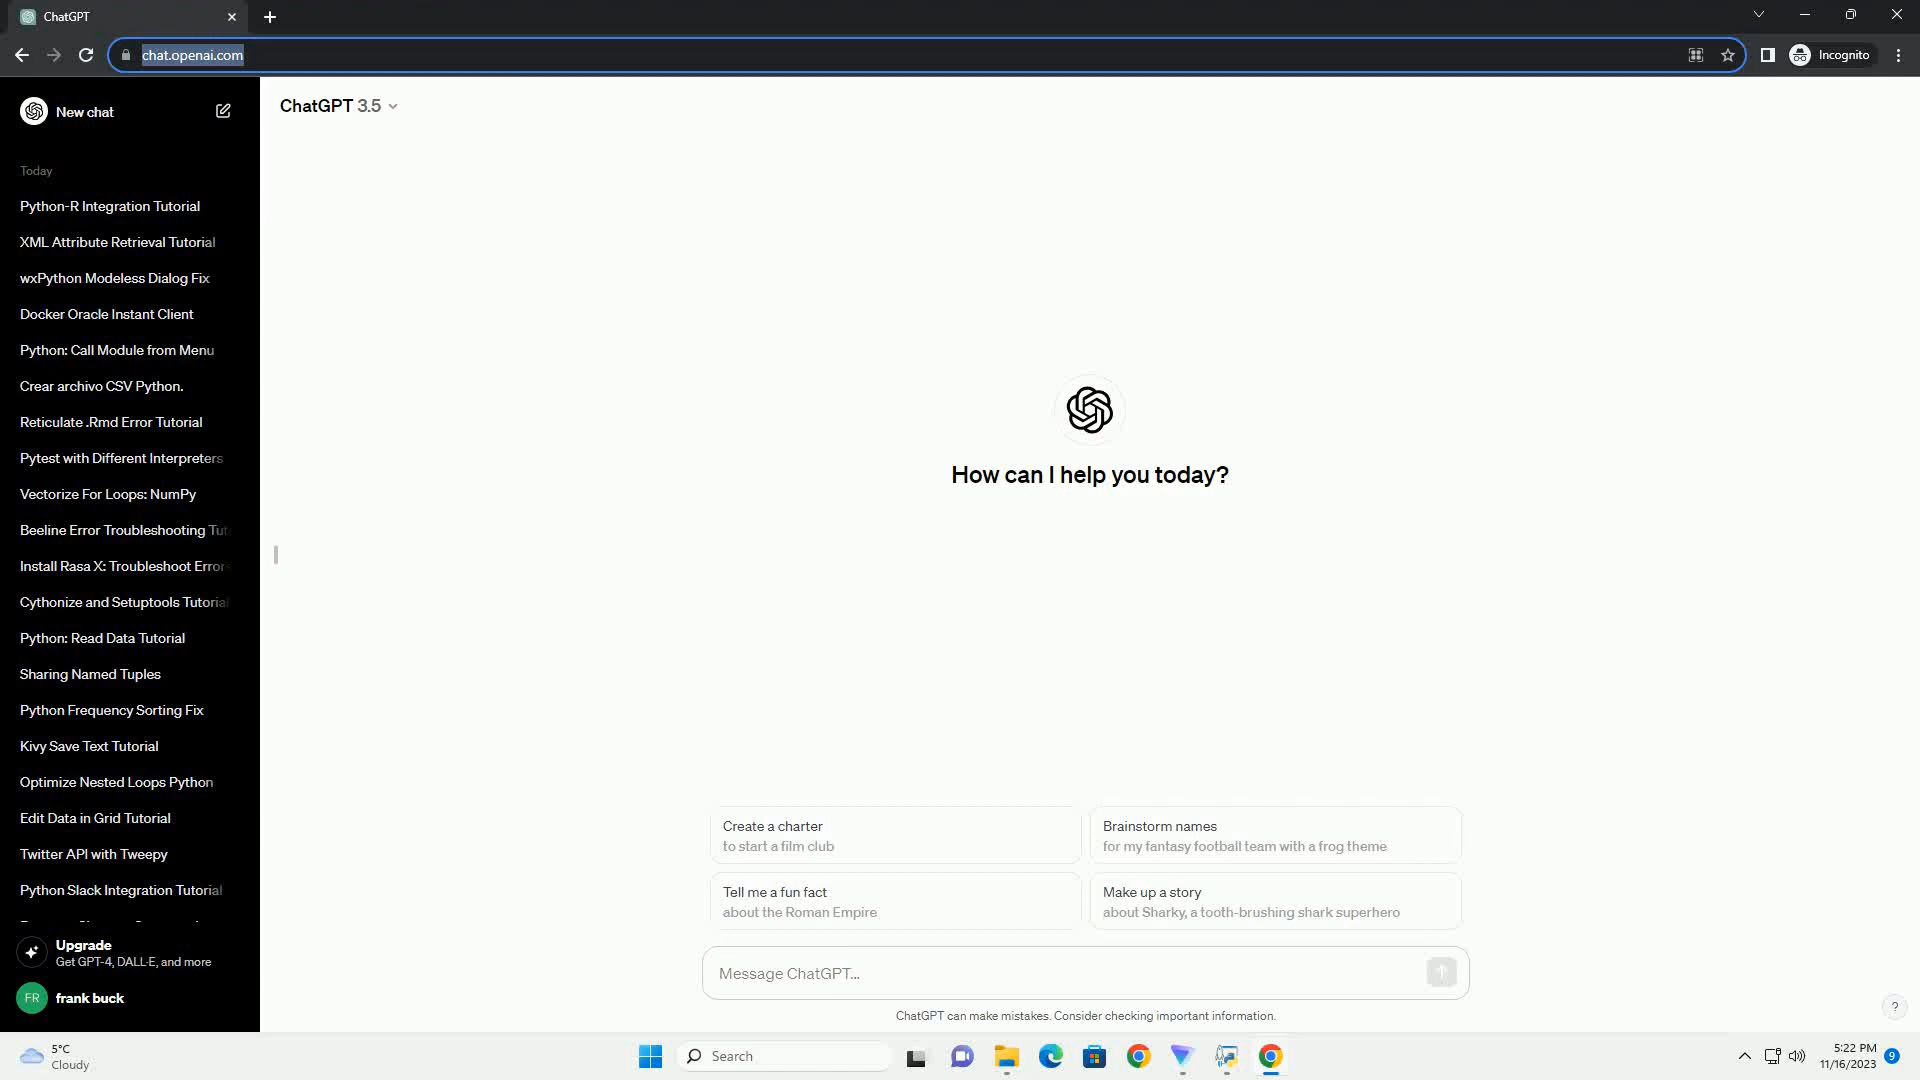 ChatGPT
chat.openai.com
Incognito
New chat
Today
Python-R Integration Tutorial
XML Attribute Retrieval Tutorial
wxPython Modeless Dialog Fix
Docker Oracle Instant Client
Python: Call Module from Menu
Crear archivo CSV Python.
Reticulate .Rmd Error Tutorial
Pytest with Different Interpreters
Vectorize For Loops: NumPy
Beeline Error Troubleshooting Tut
Install Rasa X: Troubleshoot Error
Cythonize and Setuptools Tutorial
Python: Read Data Tutorial
Sharing Named Tuples
Python Frequency Sorting Fix
Kivy Save Text Tutorial
Optimize Nested Loops Python
Edit Data in Grid Tutorial
Twitter API with Tweepy
Python Slack Integration Tutorial
Upgrade
Get GPT-4, DALL·E, and more
FR
frank buck
ChatGPT 3.5
How can I help you today?
Create a charter
to start a film club
Brainstorm names
for my fantasy football team with a frog theme
Tell me a fun fact
about the Roman Empire
Make up a story
about Sharky, a tooth-brushing shark superhero
Message ChatGPT...
ChatGPT can make mistakes. Consider checking important information.
?
5°C
Cloudy
Search
5:22 PM
11/16/2023
9